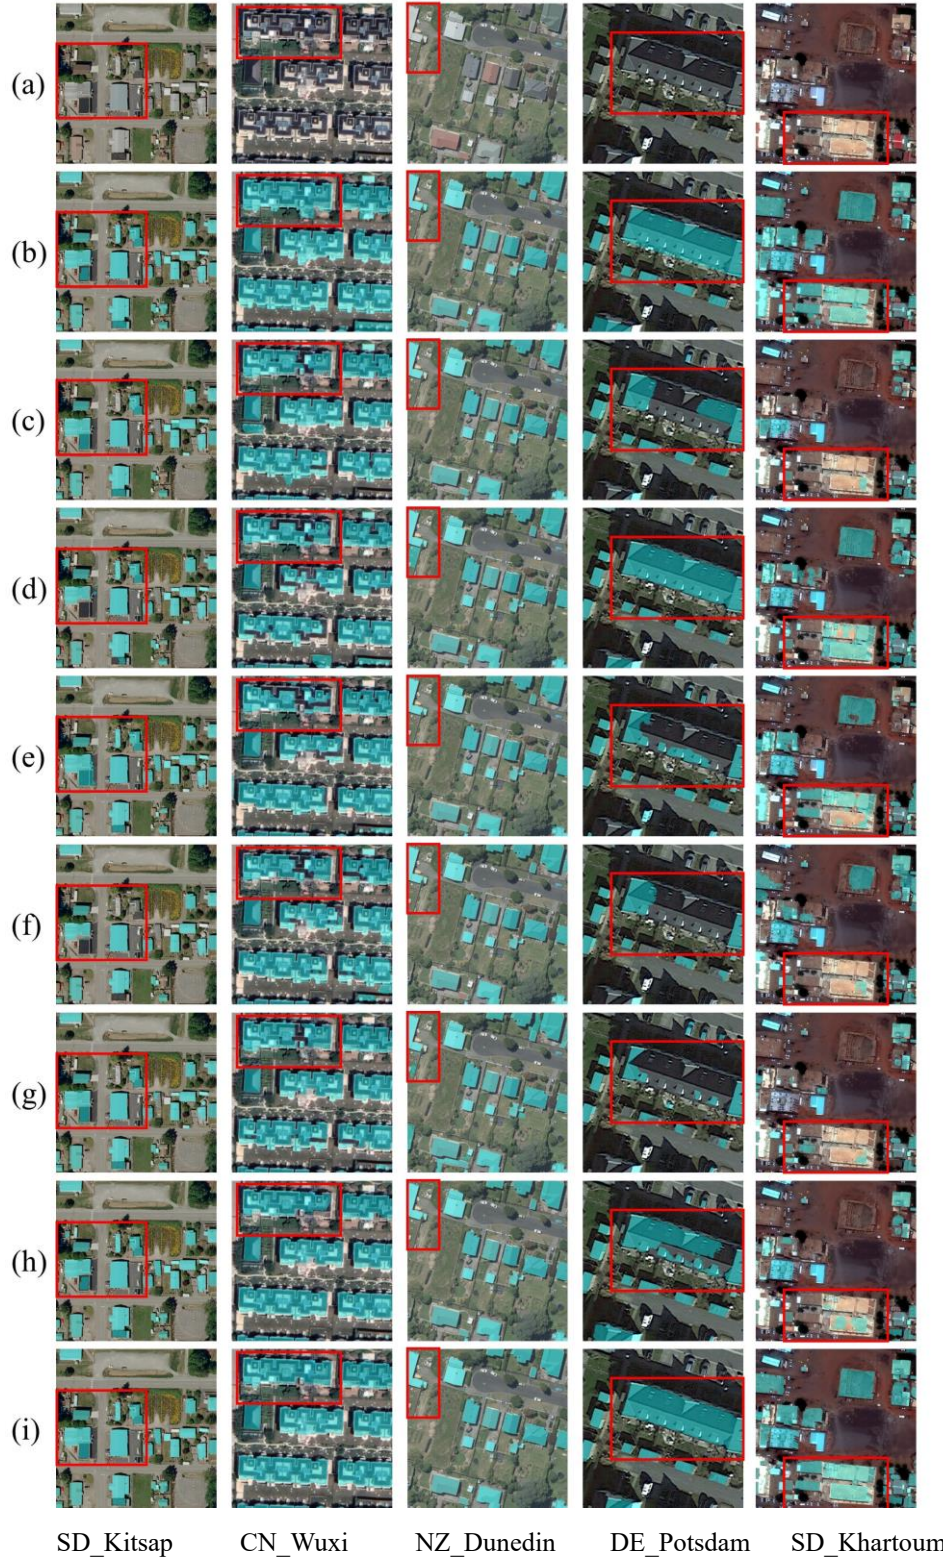 (a)
(b)
(c)
(d)
(e)
(f)
(g)
(h)
(i)
SD_Kitsap CN_Wuxi NZ_Dunedin DE_Potsdam SD_Khartoum